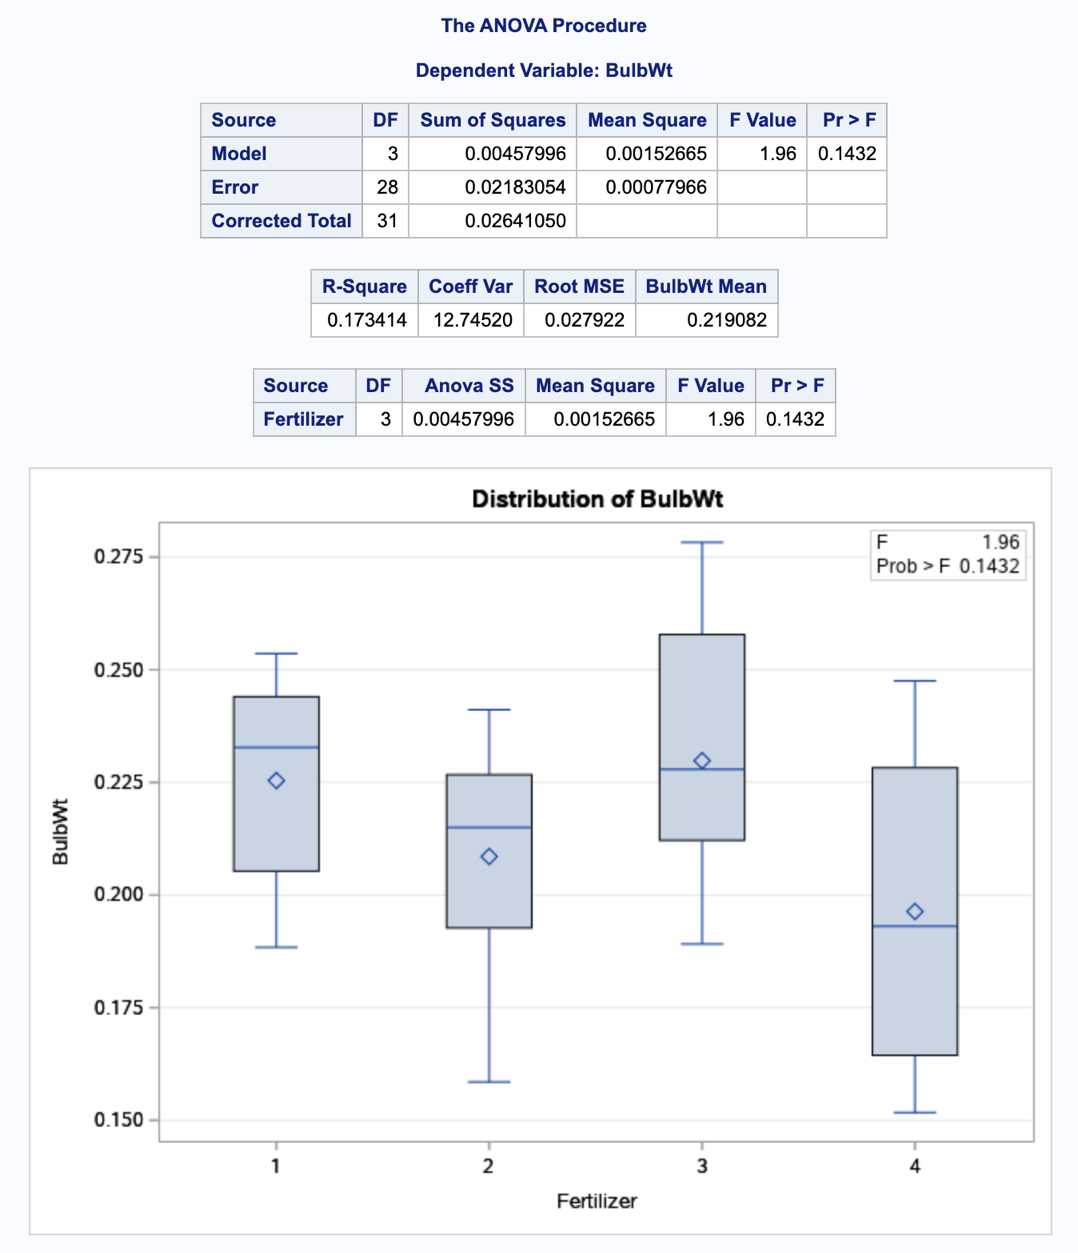 The ANOVA Procedure
Dependent Variable: BulbWt
Source DF Sum of Squares Mean Square F Value Pr > F
Model 3 0.00457996 0.00152665 1.96 0.1432
Error 28 0.02183054 0.00077966
Corrected Total 31 0.02641050
R-Square Coeff Var Root MSE BulbWt Mean
0.173414 12.74520 0.027922 0.219082
Source DF Anova SS Mean Square F Value Pr > F
Fertilizer 3 0.00457996 0.00152665 1.96 0.1432
Distribution of BulbWt
F 1.96
Prob > F 0.1432
0.275
0.250
0.225
0.200
0.175
0.150
BulbWt
1 2 3 4
Fertilizer